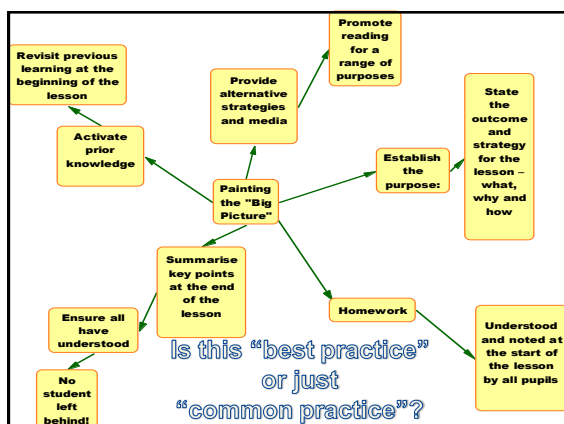 Promote
reading
for a
range of
purposes
Revisit previous
learning at the
beginning of the
lesson
Provide
alternative
strategies
and media
State
the
outcome
and
strategy
for the
lesson –
what,
why and
how
Activate
prior
knowledge
Establish
the
purpose:
Painting
the "Big
Picture"
Summarise
key points
at the end
of the
lesson
Homework
Ensure all
have
understood
Understood
and noted at
the start of
the lesson
by all pupils
No
student
left
behind!
Is this “best practice”
or just
“common practice”?